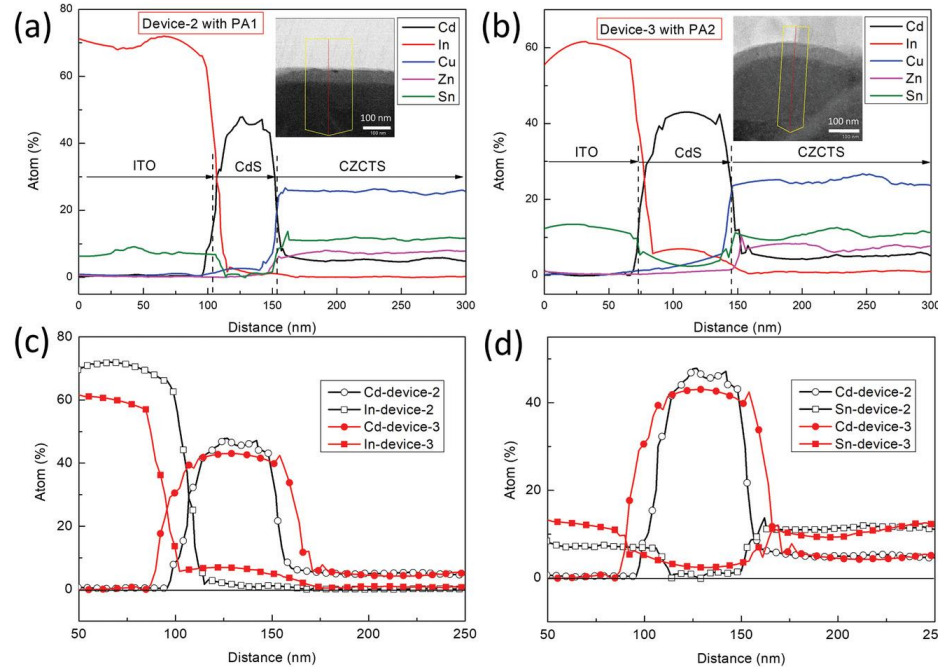 (a)
Device-2 with PA1
Cd
In
Cu
Zn
Sn
100 nm
100 nm
ITO
CdS
CZCTS
Atom (%)
80
60
40
20
0
0 50 100 150 200 250 300
Distance (nm)
(b)
Device-3 with PA2
Cd
In
Cu
Zn
Sn
100 nm
100 nm
ITO
CdS
CZCTS
Atom (%)
60
40
20
0
0 50 100 150 200 250 300
Distance (nm)
(c)
Cd-device-2
In-device-2
Cd-device-3
In-device-3
Atom (%)
80
60
40
20
0
50 100 150 200 250
Distance (nm)
(d)
Cd-device-2
Sn-device-2
Cd-device-3
Sn-device-3
Atom (%)
40
20
0
50 100 150 200 250
Distance (nm)